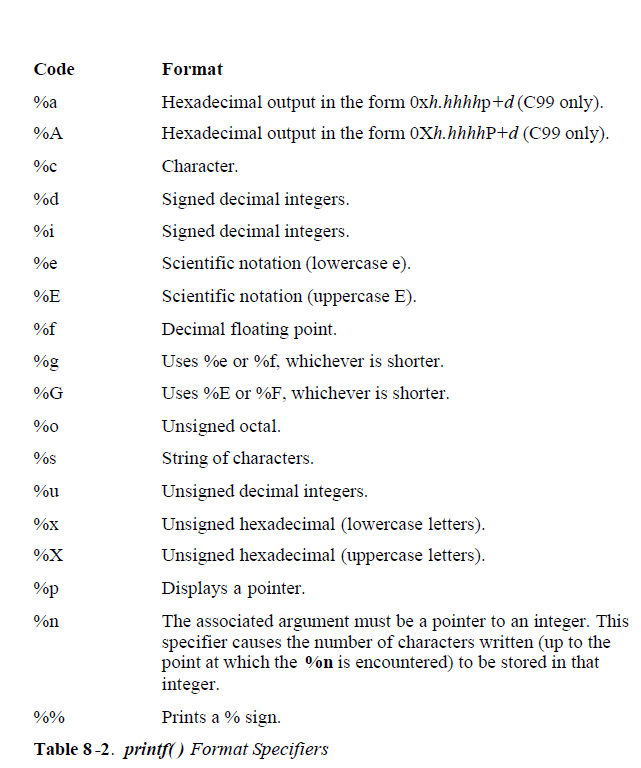 Code Format
%a Hexadecimal output in the form 0xh.hhhhp+d (C99 only).
%A Hexadecimal output in the form 0Xh.hhhhP+d (C99 only).
%c Character.
%d Signed decimal integers.
%i Signed decimal integers.
%e Scientific notation (lowercase e).
%E Scientific notation (uppercase E).
%f Decimal floating point.
%g Uses %e or %f, whichever is shorter.
%G Uses %E or %F, whichever is shorter.
%o Unsigned octal.
%s String of characters.
%u Unsigned decimal integers.
%x Unsigned hexadecimal (lowercase letters).
%X Unsigned hexadecimal (uppercase letters).
%p Displays a pointer.
%n The associated argument must be a pointer to an integer. This
specifier causes the number of characters written (up to the
point at which the %n is encountered) to be stored in that
integer.
%% Prints a % sign.
Table 8-2. printf( ) Format Specifiers